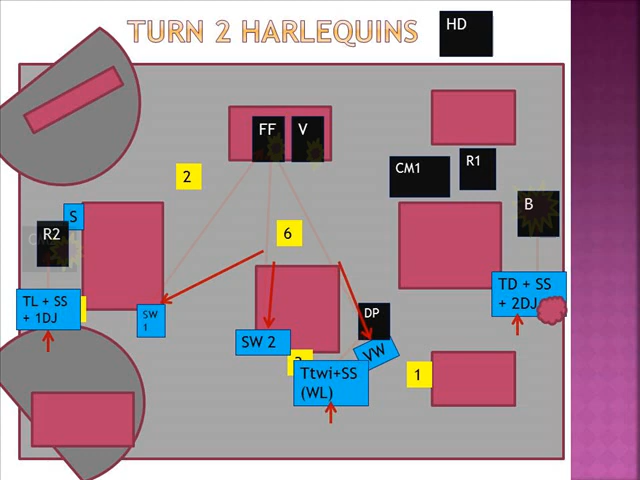 TURN 2 HARLEQUINS
HD
FF
V
CM1
R1
2
S
B
R2
6
TL + SS
+ 1DJ
SW
1
TD + SS
+ 2DJ
DP
SW 2
VW
Ttwi+SS
(WL)
1